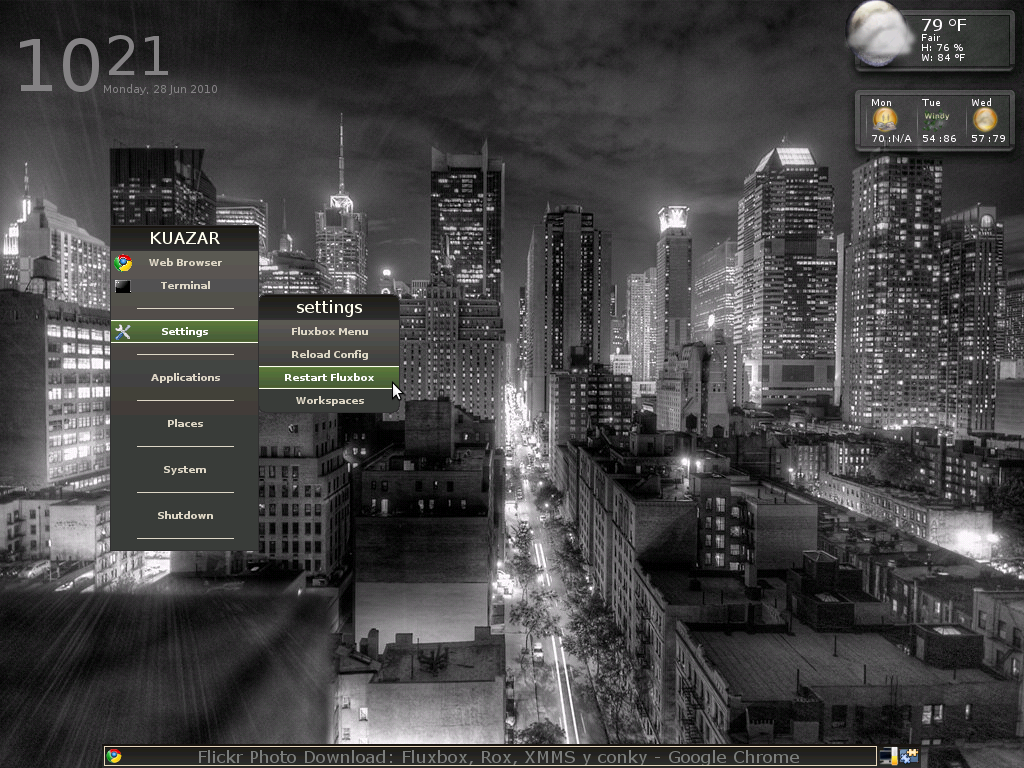 1021
Monday, 28 Jun 2010
79 ºF
Fair
H: 76 %
W: 84 ºF
Mon Tue Wed
Windy
70:N/A 54:86 57:79
KUAZAR
Web Browser
Terminal
Settings
Applications
Places
System
Shutdown
settings
Fluxbox Menu
Reload Config
Restart Fluxbox
Workspaces
Flickr Photo Download: Fluxbox, Rox, XMMS y conky - Google Chrome